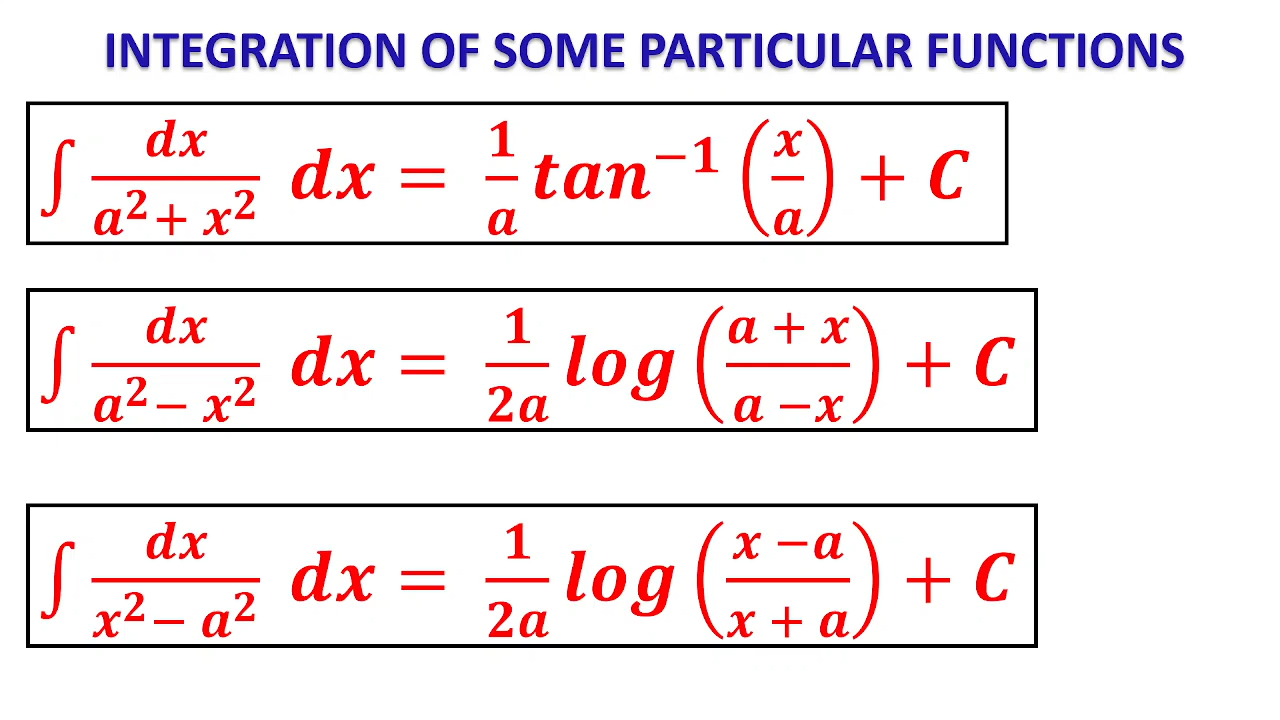 INTEGRATION OF SOME PARTICULAR FUNCTIONS
∫ dx/(a² + x²) dx = 1/a tan⁻¹ (x/a) + C
∫ dx/(a² − x²) dx = 1/2a log ((a + x)/(a − x)) + C
∫ dx/(x² − a²) dx = 1/2a log ((x − a)/(x + a)) + C